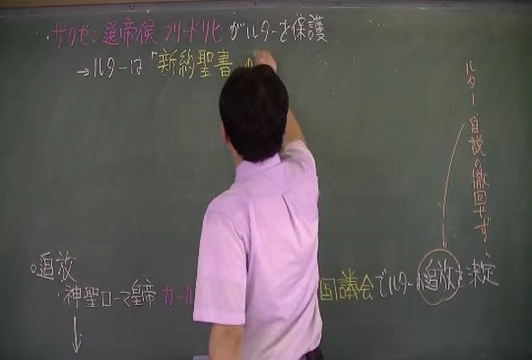 ・サクセン選帝侯 フリードリヒ がルターを保護
→ルターは「新約聖書」の
ルター 自説の撤回せず
○追放
・神聖ローマ皇帝 カール
国議会でルターの追放を決定